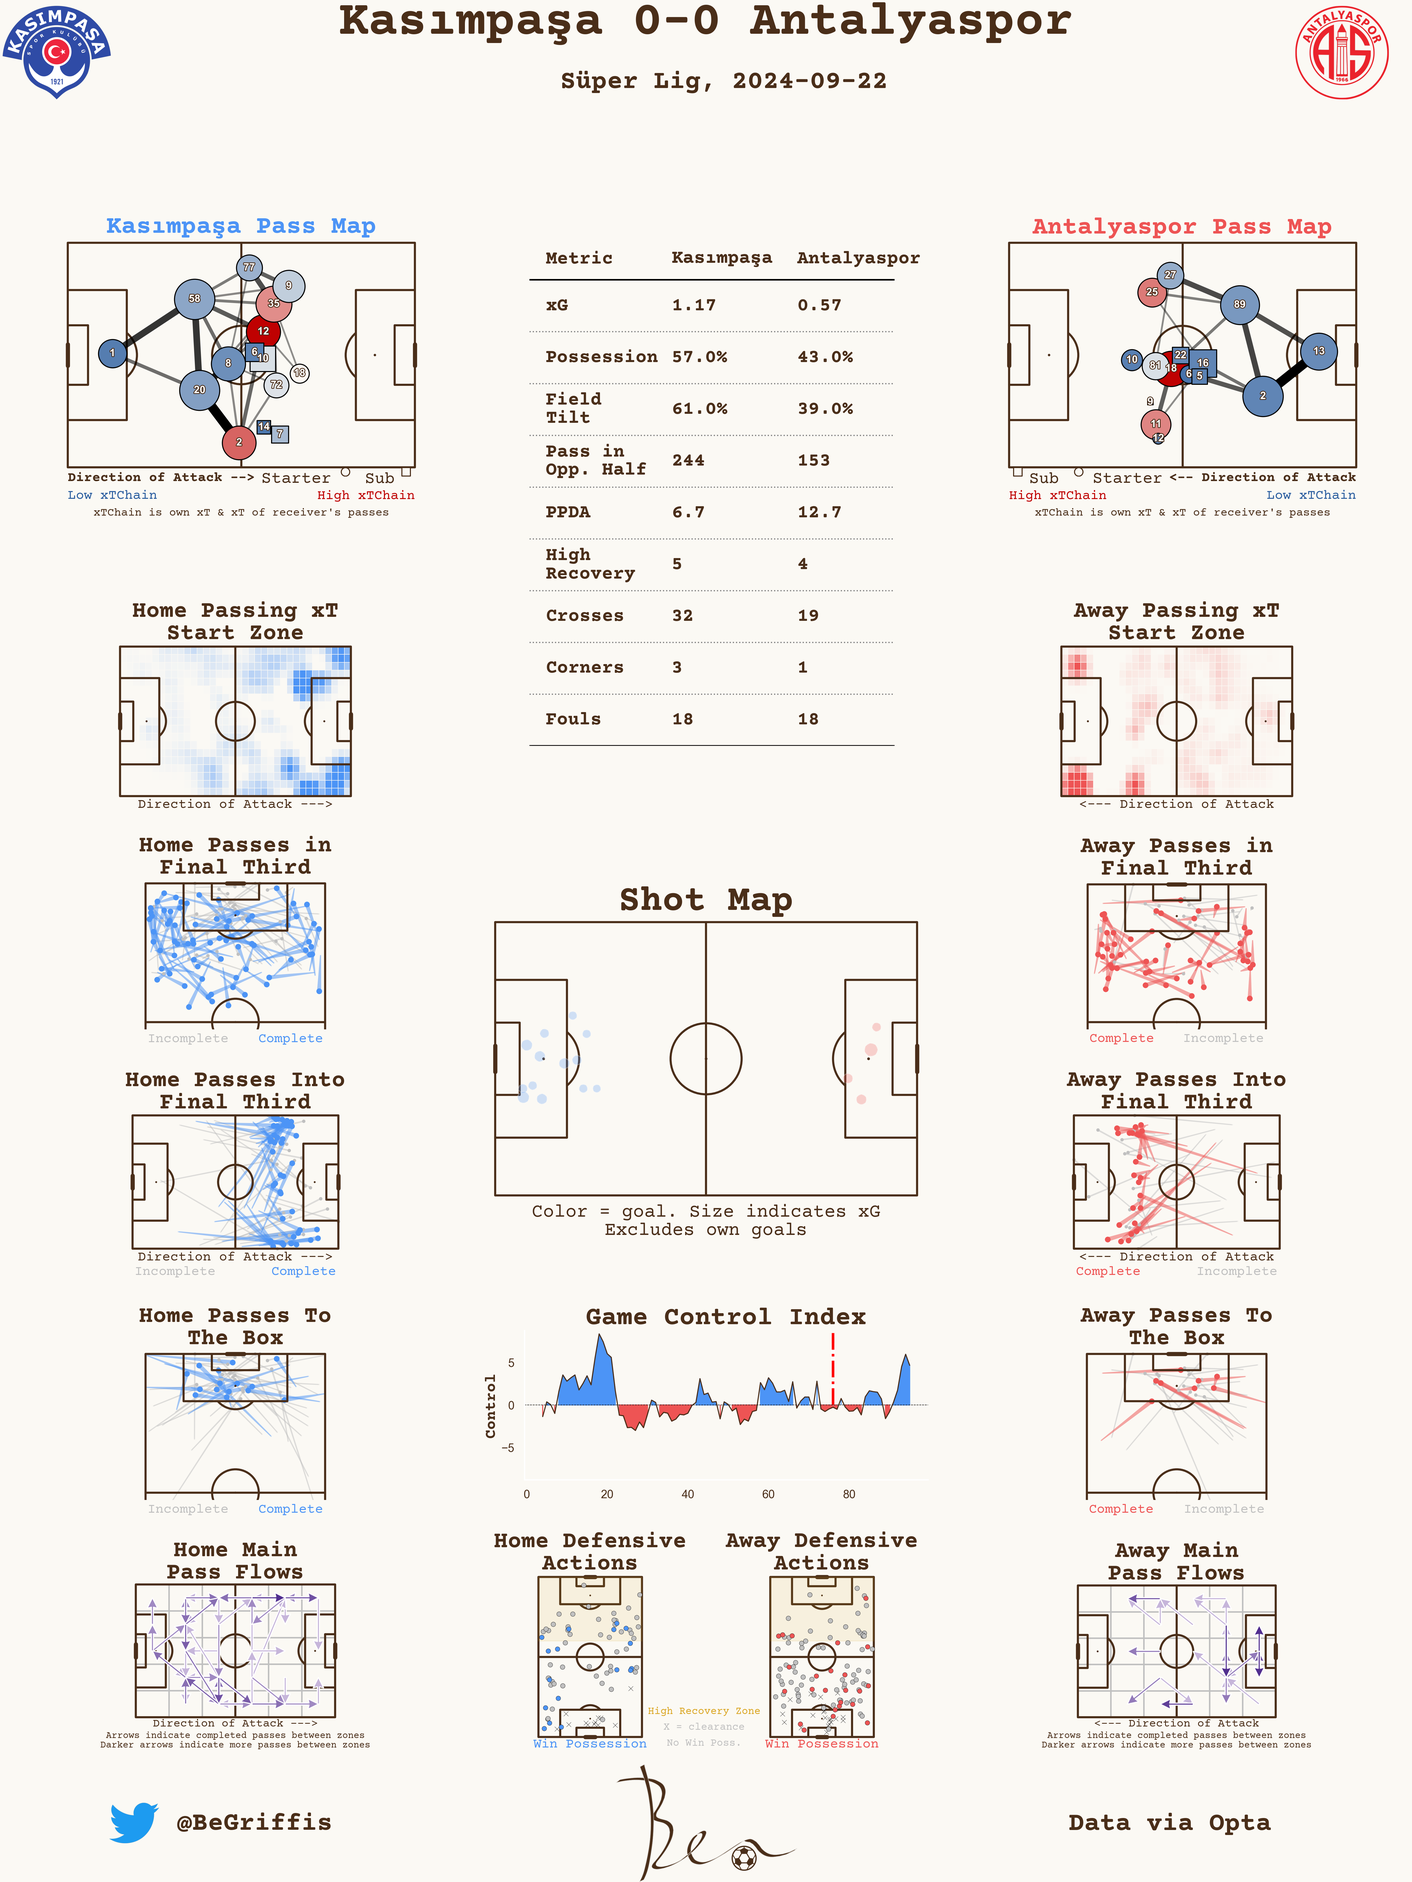 Kasımpaşa 0-0 Antalyaspor
Süper Lig, 2024-09-22
KASIMPAŞA
SPOR KULÜBÜ
1921
ANTALYASPOR
1966
Kasımpaşa Pass Map
77
9
58
35
12
1
6
10
8
18
72
20
14
2
7
Direction of Attack --> Starter Sub
Low xTChain High xTChain
xTChain is own xT & xT of receiver's passes
Metric Kasımpaşa Antalyaspor
xG 1.17 0.57
Possession 57.0% 43.0%
Field
Tilt 61.0% 39.0%
Pass in
Opp. Half 244 153
PPDA 6.7 12.7
High
Recovery 5 4
Crosses 32 19
Corners 3 1
Fouls 18 18
Antalyaspor Pass Map
27
25
89
22
13
10
81
18
16
6
5
2
9
11
12
Sub Starter <-- Direction of Attack
High xTChain Low xTChain
xTChain is own xT & xT of receiver's passes
Home Passing xT
Start Zone
Direction of Attack --->
Away Passing xT
Start Zone
<--- Direction of Attack
Home Passes in
Final Third
Incomplete Complete
Away Passes in
Final Third
Complete Incomplete
Shot Map
Color = goal. Size indicates xG
Excludes own goals
Home Passes Into
Final Third
Direction of Attack --->
Incomplete Complete
Away Passes Into
Final Third
<--- Direction of Attack
Complete Incomplete
Home Passes To
The Box
Incomplete Complete
Game Control Index
Control
5
0
−5
0 20 40 60 80
Away Passes To
The Box
Complete Incomplete
Home Main
Pass Flows
Direction of Attack --->
Arrows indicate completed passes between zones
Darker arrows indicate more passes between zones
Home Defensive
Actions
Win Possession
High Recovery Zone
X = clearance
No Win Poss.
Away Defensive
Actions
Win Possession
Away Main
Pass Flows
<--- Direction of Attack
Arrows indicate completed passes between zones
Darker arrows indicate more passes between zones
@BeGriffis
Ben
Data via Opta